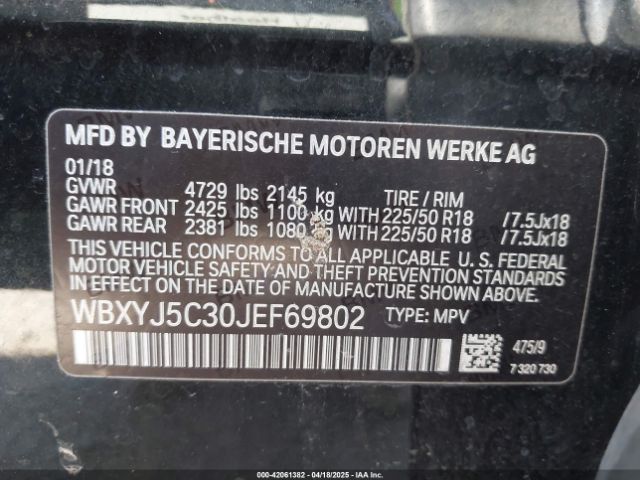 MFD BY BAYERISCHE MOTOREN WERKE AG
01/18
GVWR 4729 lbs 2145 kg TIRE / RIM
GAWR FRONT 2425 lbs 1100 kg WITH 225/50 R18 /7.5Jx18
GAWR REAR 2381 lbs 1080 WITH 225/50 R18 /7.5Jx18
THIS VEHICLE CONFORMS TO ALL APPLICABLE U. S. FEDERAL
MOTOR VEHICLE SAFETY AND THEFT PREVENTION STANDARDS
IN EFFECT ON THE DATE OF MANUFACTURE SHOWN ABOVE.
WBXYJ5C30JEF69802 TYPE: MPV
475/9
7 320 730
000-42061382 - 04/18/2025 - IAA, Inc.